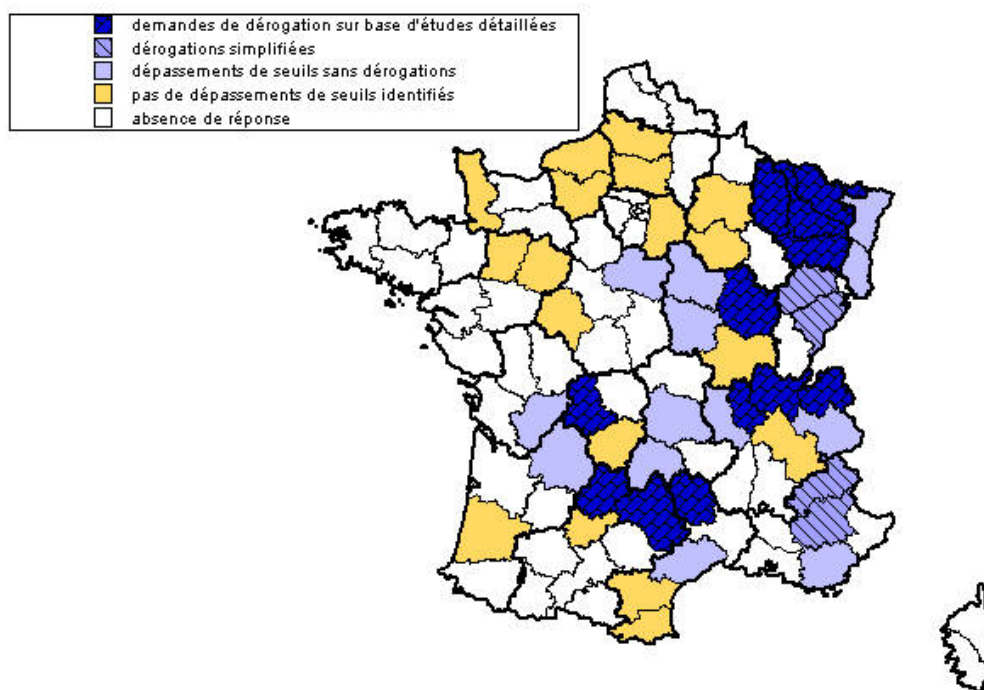 demandes de dérogation sur base d'études détaillées
dérogations simplifiées
dépassements de seuils sans dérogations
pas de dépassements de seuils identifiés
absence de réponse